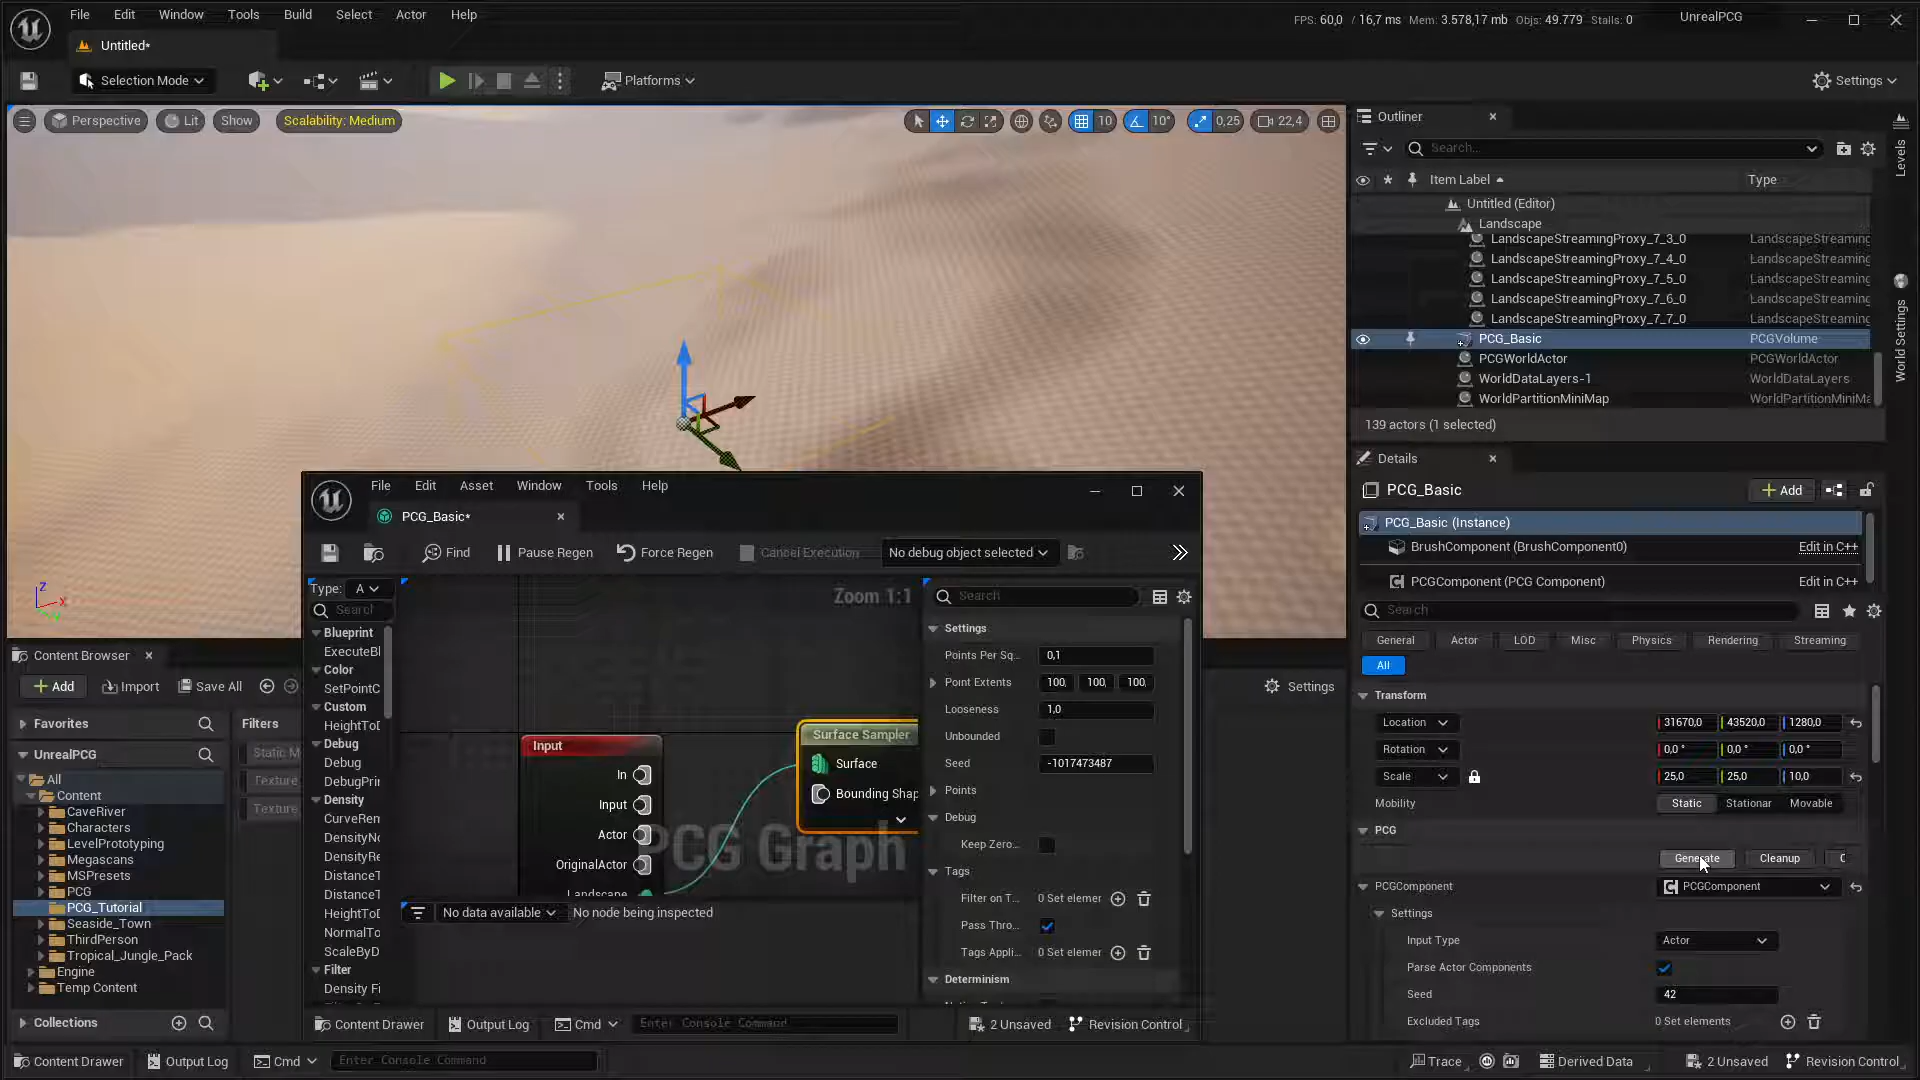 File Edit Window Tools Build Select Actor Help
FPS: 60,0 / 16,7 ms Mem: 3.578,17 mb Objs: 49.779 Stalls: 0
UnrealPCG
Untitled*
Selection Mode
Platforms
Settings
Perspective Lit Show Scalability: Medium
10 10° 0,25 22,4
Outliner
Search...
Item Label Type
Untitled (Editor)
Landscape
LandscapeStreamingProxy_7_3_0 LandscapeStreaming
LandscapeStreamingProxy_7_4_0 LandscapeStreaming
LandscapeStreamingProxy_7_5_0 LandscapeStreaming
LandscapeStreamingProxy_7_6_0 LandscapeStreaming
LandscapeStreamingProxy_7_7_0 LandscapeStreaming
PCG_Basic PCGVolume
PCGWorldActor PCGWorldActor
WorldDataLayers-1 WorldDataLayers
WorldPartitionMiniMap WorldPartitionMiniMa
139 actors (1 selected)
Levels
World Settings
Details
PCG_Basic
Add
PCG_Basic (Instance)
BrushComponent (BrushComponent0) Edit in C++
PCGComponent (PCG Component) Edit in C++
Search
General Actor LOD Misc Physics Rendering Streaming
All
Transform
Location 31670,0 43520,0 1280,0
Rotation 0,0 ° 0,0 ° 0,0 °
Scale 25,0 25,0 10,0
Mobility Static Stationar Movable
PCG
Generate Cleanup
PCGComponent PCGComponent
Settings
Input Type Actor
Parse Actor Components
Seed 42
Excluded Tags 0 Set elements
File Edit Asset Window Tools Help
PCG_Basic*
Find Pause Regen Force Regen Cancel Execution No debug object selected
Type: A
Search
Blueprint
ExecuteBl
Color
SetPointC
Custom
HeightToD
Debug
Debug
DebugPrin
Density
CurveRem
DensityNo
DensityRe
DistanceT
DistanceT
HeightToD
NormalTo
ScaleByD
Filter
Density Fi
Zoom 1:1
Input
In
Input
Actor
OriginalActor
Landscape
Surface Sampler
Surface
Bounding Shap
PCG Graph
No data available No node being inspected
Search
Settings
Points Per Sq... 0,1
Point Extents 100, 100, 100,
Looseness 1,0
Unbounded
Seed -1017473487
Points
Debug
Keep Zero...
Tags
Filter on T 0 Set elemer
Pass Thro...
Tags Appli... 0 Set elemer
Determinism
Content Drawer Output Log Cmd Enter Console Command 2 Unsaved Revision Control
Content Browser
Add Import Save All
Settings
Favorites
Filters
UnrealPCG
Static M
Texture
Texture
All
Content
CaveRiver
Characters
LevelPrototyping
Megascans
MSPresets
PCG
PCG_Tutorial
Seaside_Town
ThirdPerson
Tropical_Jungle_Pack
Engine
Temp Content
Collections
Content Drawer Output Log Cmd Enter Console Command
Trace Derived Data 2 Unsaved Revision Control